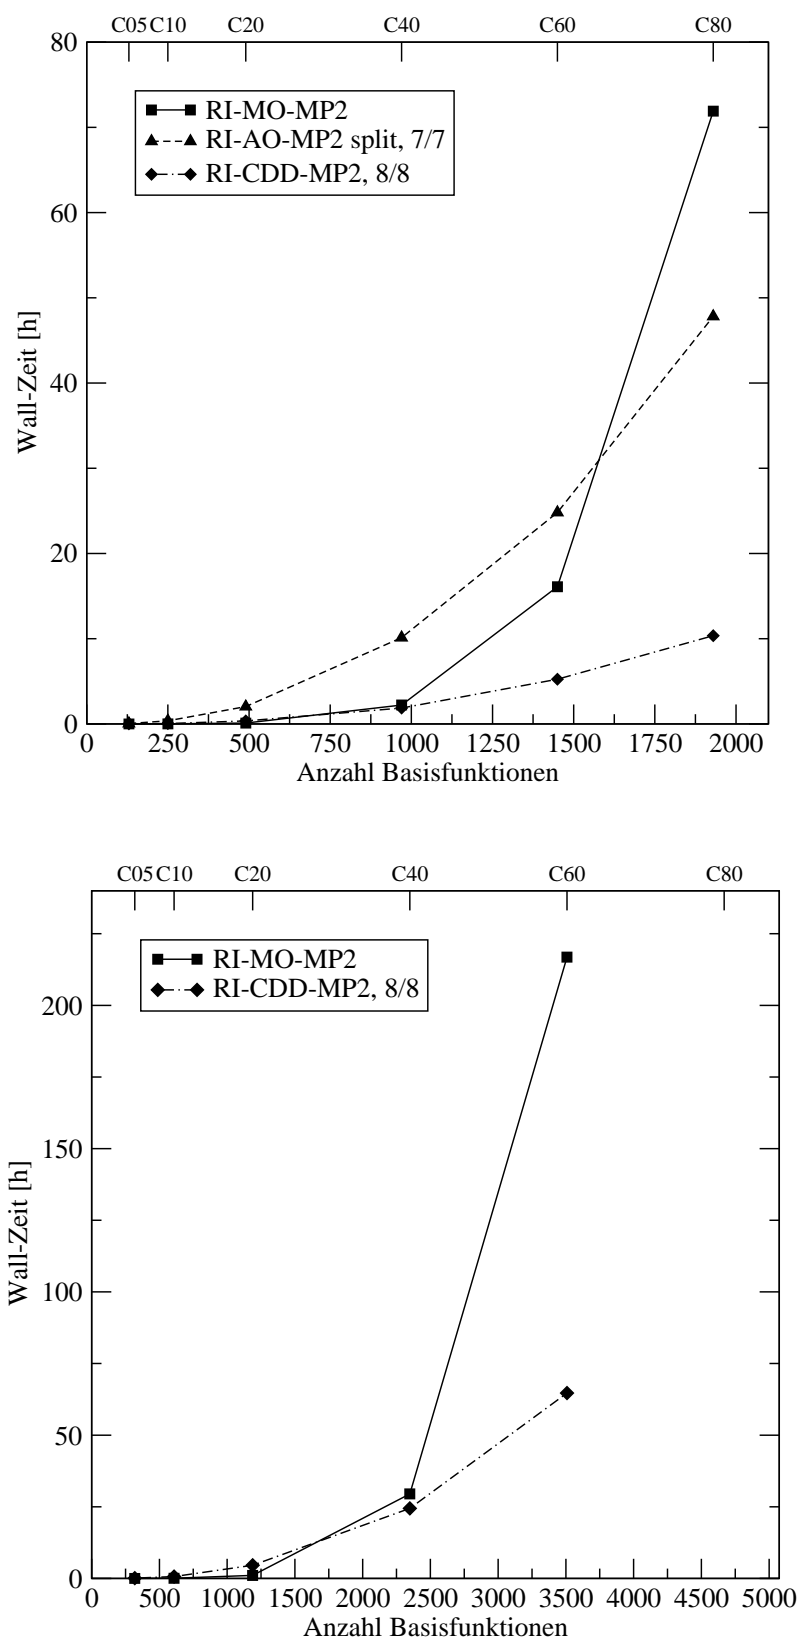 C05 C10 C20 C40 C60 C80
80
RI-MO-MP2
RI-AO-MP2 split, 7/7
RI-CDD-MP2, 8/8
60
Wall-Zeit [h]
40
20
0
0 250 500 750 1000 1250 1500 1750 2000
Anzahl Basisfunktionen
C05 C10 C20 C40 C60 C80
RI-MO-MP2
RI-CDD-MP2, 8/8
200
150
Wall-Zeit [h]
100
50
0
0 500 1000 1500 2000 2500 3000 3500 4000 4500 5000
Anzahl Basisfunktionen